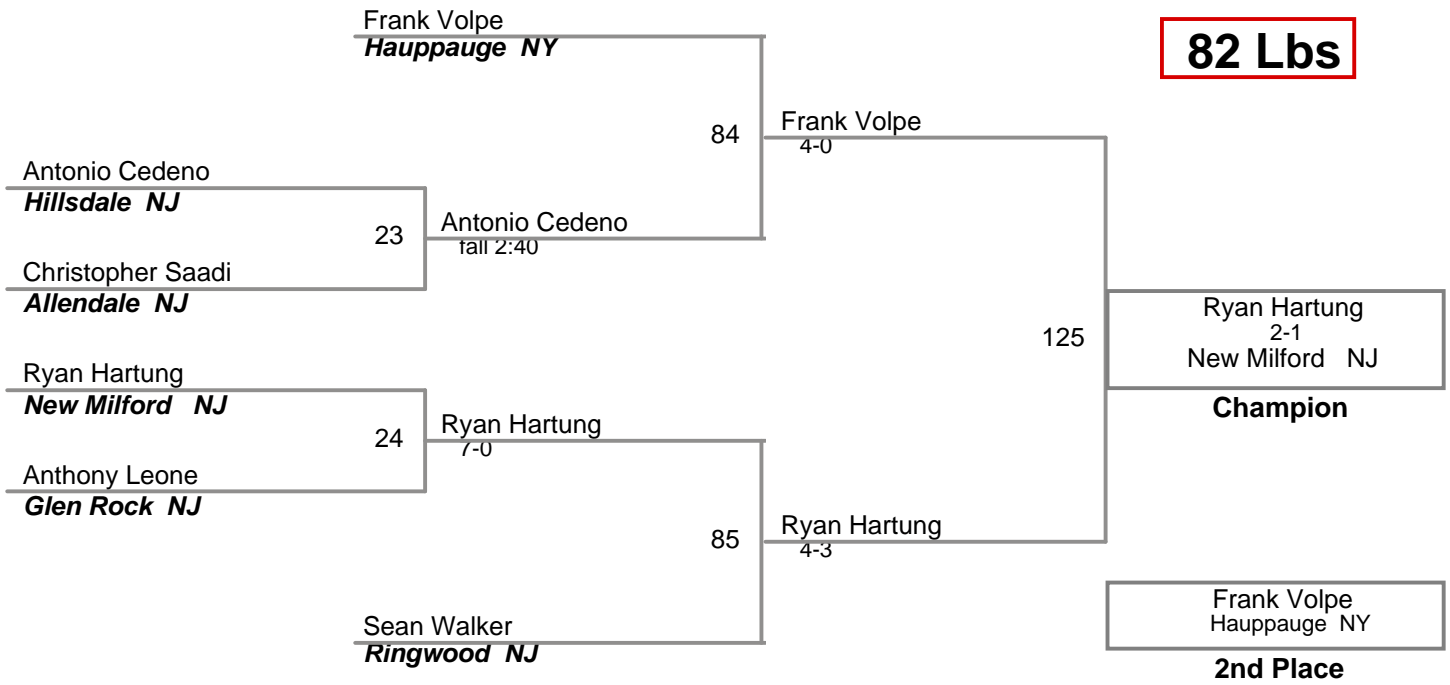 Frank Volpe
Hauppauge NY
82 Lbs
84
Frank Volpe
4-0
Antonio Cedeno
Hillsdale NJ
23
Antonio Cedeno
fall 2:40
Christopher Saadi
Allendale NJ
125
Ryan Hartung
2-1
New Milford NJ
Champion
Ryan Hartung
New Milford NJ
24
Ryan Hartung
7-0
Anthony Leone
Glen Rock NJ
85
Ryan Hartung
4-3
Sean Walker
Ringwood NJ
Frank Volpe
Hauppauge NY
2nd Place